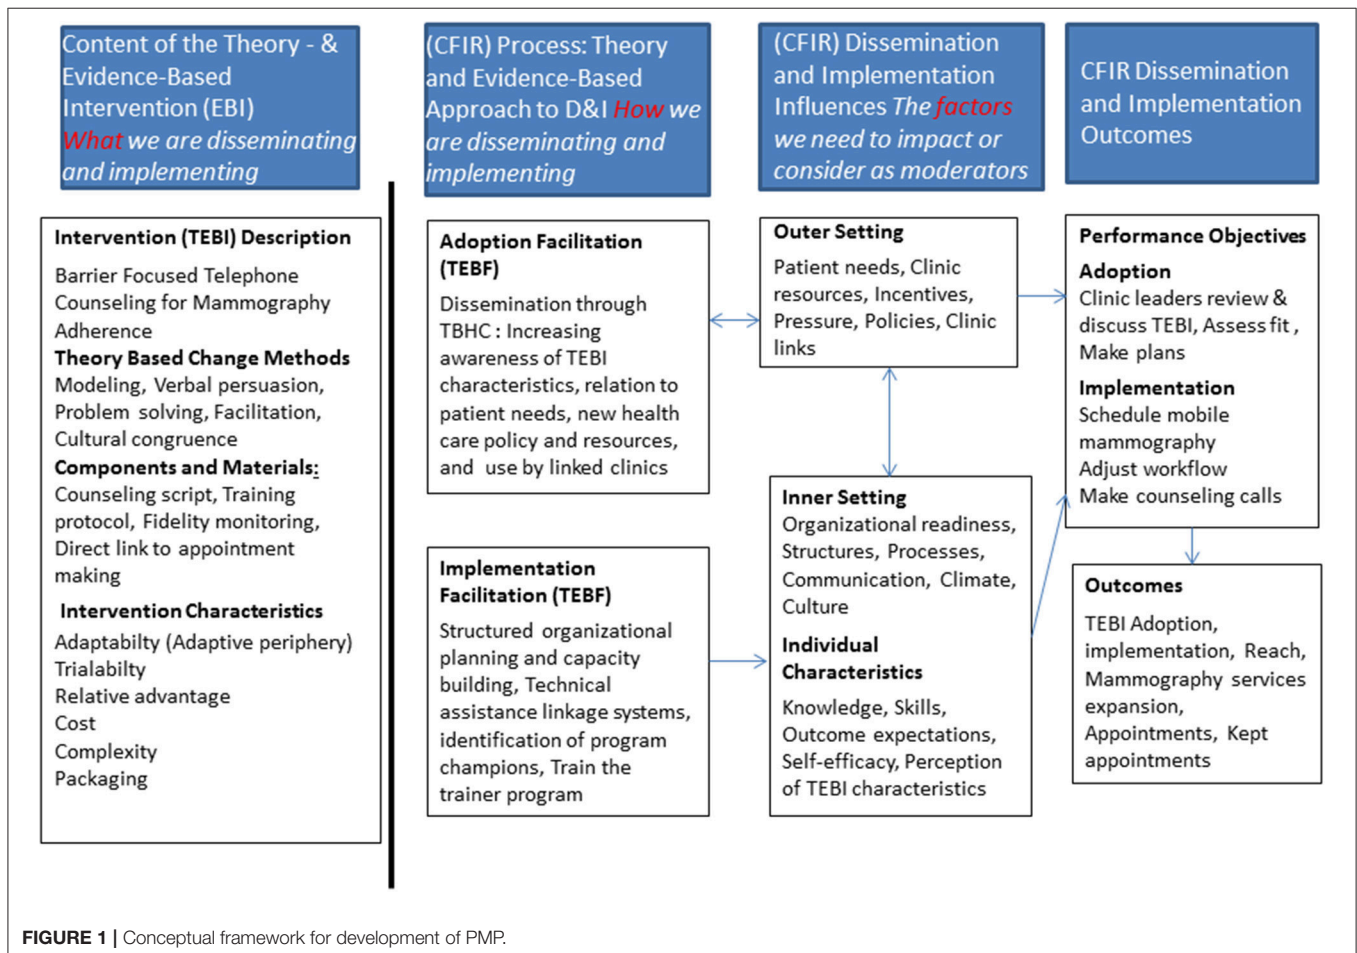 Content of the Theory - &
Evidence-Based
Intervention (EBI)
What we are disseminating
and implementing
(CFIR) Process: Theory
and Evidence-Based
Approach to D&I How we
are disseminating and
implementing
(CFIR) Dissemination
and Implementation
Influences The factors
we need to impact or
consider as moderators
CFIR Dissemination
and Implementation
Outcomes
Intervention (TEBI) Description
Barrier Focused Telephone
Counseling for Mammography
Adherence
Theory Based Change Methods
Modeling, Verbal persuasion,
Problem solving, Facilitation,
Cultural congruence
Components and Materials:
Counseling script, Training
protocol, Fidelity monitoring,
Direct link to appointment
making
Intervention Characteristics
Adaptabilty (Adaptive periphery)
Trialabilty
Relative advantage
Cost
Complexity
Packaging
Adoption Facilitation
(TEBF)
Dissemination through
TBHC : Increasing
awareness of TEBI
characteristics, relation to
patient needs, new health
care policy and resources,
and use by linked clinics
Implementation
Facilitation (TEBF)
Structured organizational
planning and capacity
building, Technical
assistance linkage systems,
identification of program
champions, Train the
trainer program
Outer Setting
Patient needs, Clinic
resources, Incentives,
Pressure, Policies, Clinic
links
Inner Setting
Organizational readiness,
Structures, Processes,
Communication, Climate,
Culture
Individual
Characteristics
Knowledge, Skills,
Outcome expectations,
Self-efficacy, Perception
of TEBI characteristics
Performance Objectives
Adoption
Clinic leaders review &
discuss TEBI, Assess fit ,
Make plans
Implementation
Schedule mobile
mammography
Adjust workflow
Make counseling calls
Outcomes
TEBI Adoption,
implementation, Reach,
Mammography services
expansion,
Appointments, Kept
appointments
FIGURE 1 | Conceptual framework for development of PMP.